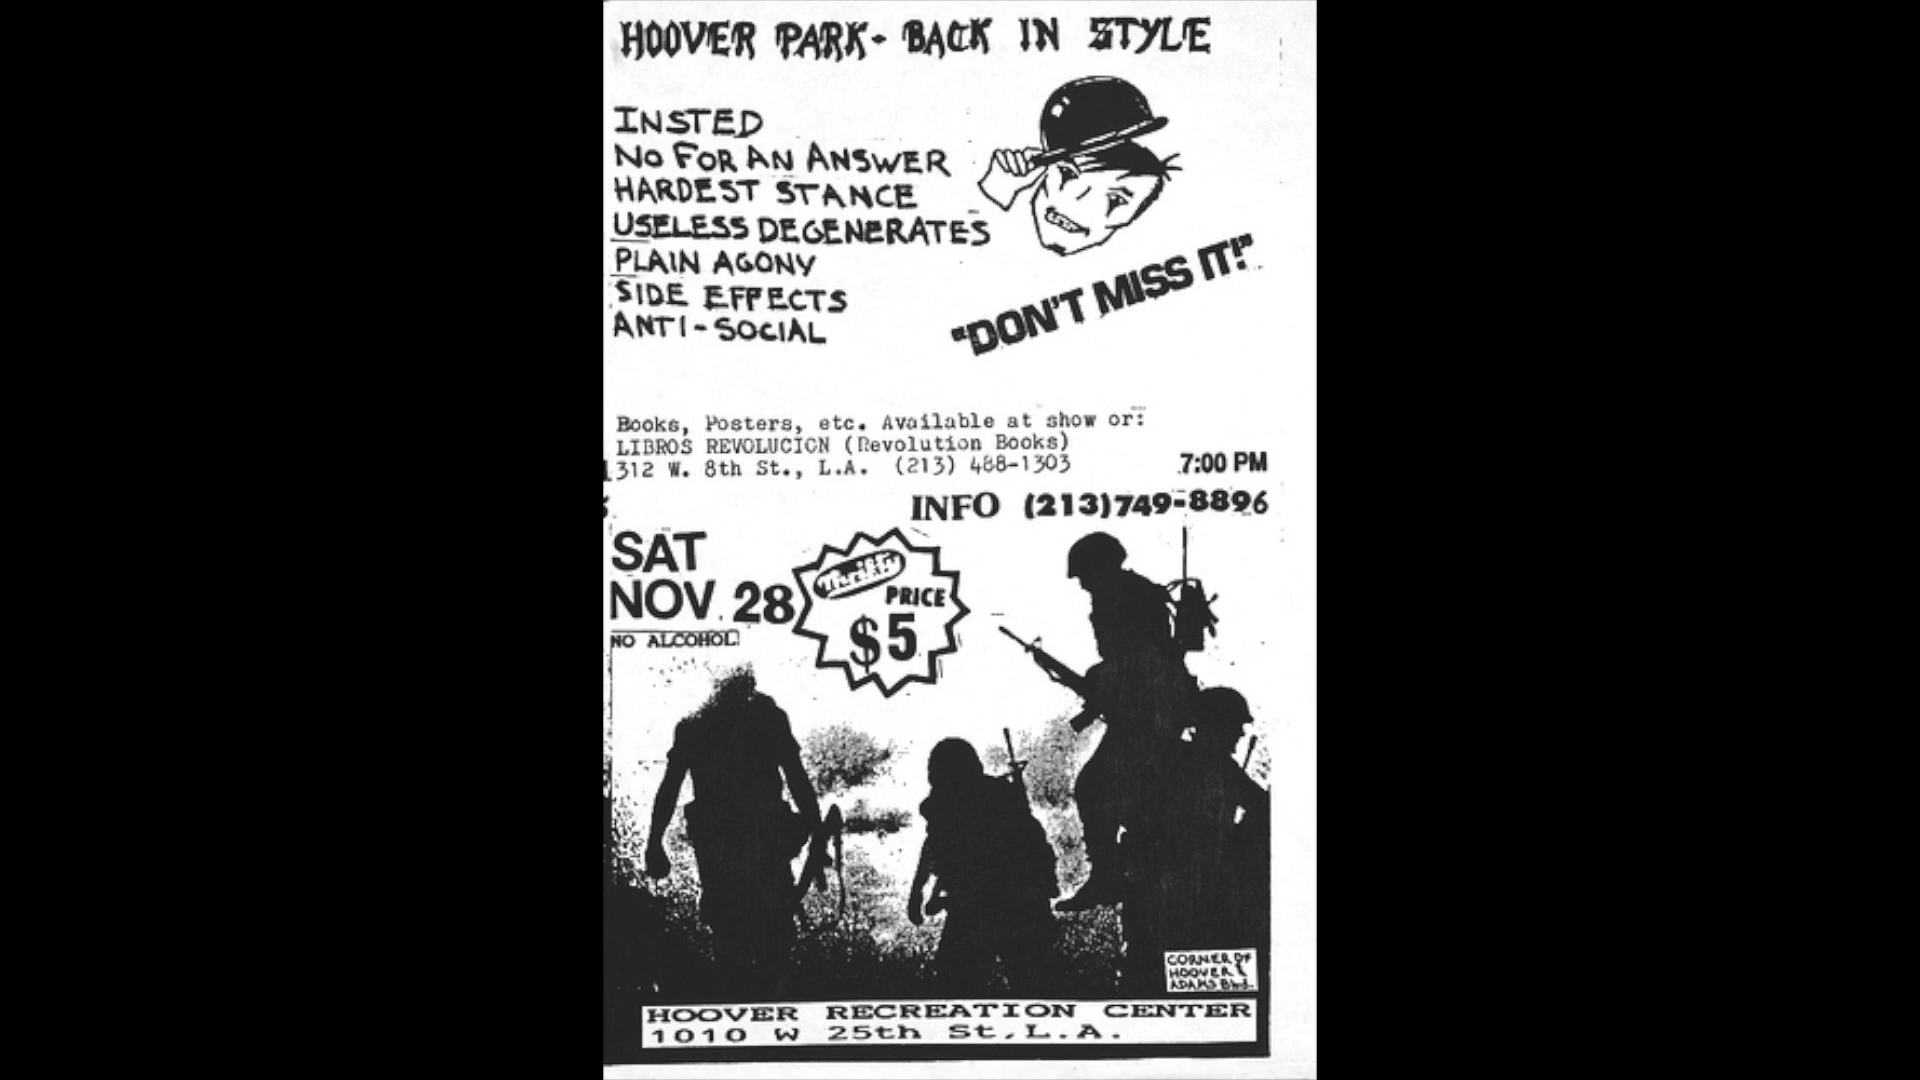 HOOVER PARK- BACK IN STYLE
INSTED
NO FOR AN ANSWER
HARDEST STANCE
USELESS DEGENERATES
PLAIN AGONY
SIDE EFFECTS
ANTI-SOCIAL
"DON'T MISS IT!"
Books, Posters, etc. Available at show or:
LIBROS REVOLUCION (Revolution Books)
312 W. 8th St., L.A. (213) 488-1303
7:00 PM
INFO (213)749-8896
SAT
NOV. 28
NO ALCOHOL
Thrifty
PRICE
$5
CORNER OF
HOOVER &
ADAMS Blvd.
HOOVER RECREATION CENTER
1010 W 25th St, L.A.